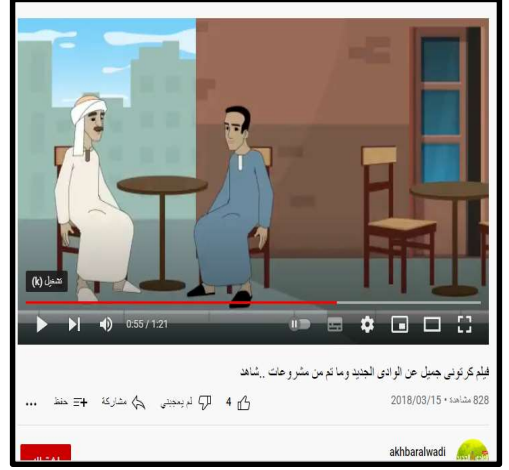 تشغيل (k)
0:55 / 1:21
فيلم كرتونى جميل عن الوادى الجديد وما تم من مشروعات ..شاهد
828 مشاهدة • 2018/03/15
4 لم يعجبني مشاركة حفظ ...
akhbaralwadi